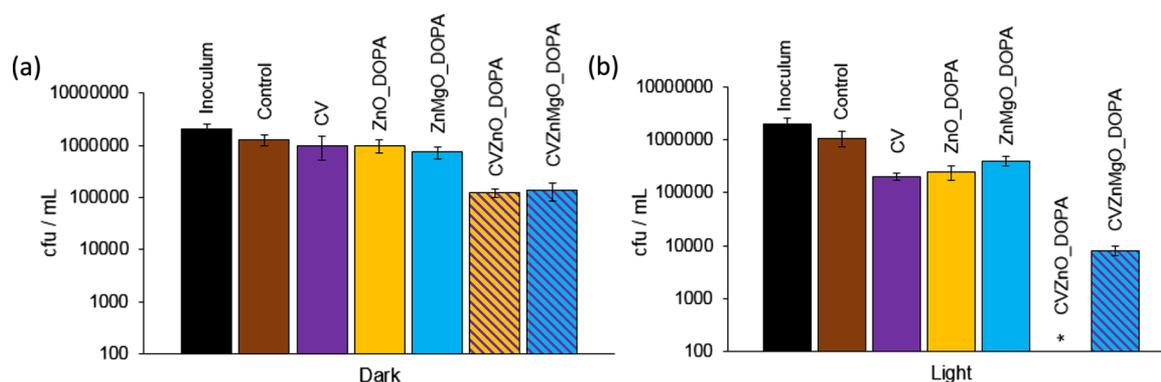 (a)
cfu / mL
10000000
1000000
100000
10000
1000
100
Inoculum
Control
CV
ZnO_DOPA
ZnMgO_DOPA
CVZnO_DOPA
CVZnMgO_DOPA
Dark
(b)
cfu / mL
10000000
1000000
100000
10000
1000
100
Inoculum
Control
CV
ZnO_DOPA
ZnMgO_DOPA
* CVZnO_DOPA
CVZnMgO_DOPA
Light